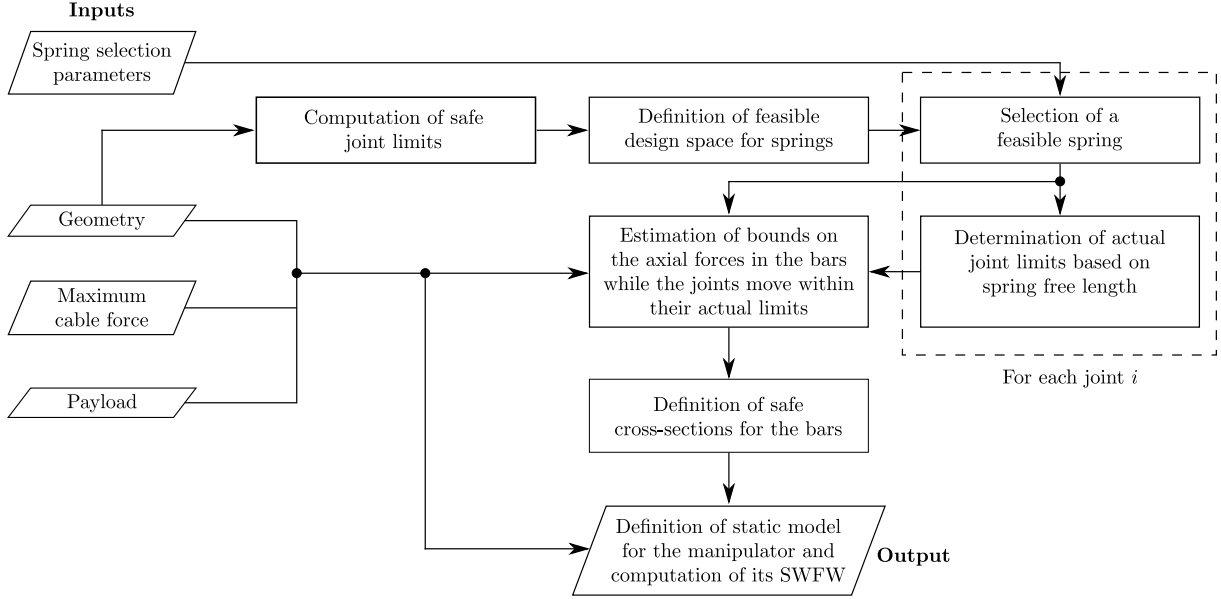 Inputs
Spring selection
parameters
Computation of safe
joint limits
Definition of feasible
design space for springs
Selection of a
feasible spring
Geometry
Estimation of bounds on
the axial forces in the bars
while the joints move within
their actual limits
Determination of actual
joint limits based on
spring free length
Maximum
cable force
For each joint i
Payload
Definition of safe
cross-sections for the bars
Definition of static model
for the manipulator and
computation of its SWFW
Output